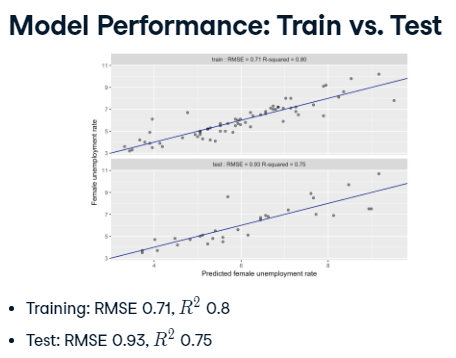 Model Performance: Train vs. Test
train : RMSE = 0.71 R-squared = 0.80
11
9
7
5
3
Female unemployment rate
test : RMSE = 0.93 R-squared = 0.75
11
9
7
5
3
4 6 8
Predicted female unemployment rate
• Training: RMSE 0.71, R² 0.8
• Test: RMSE 0.93, R² 0.75